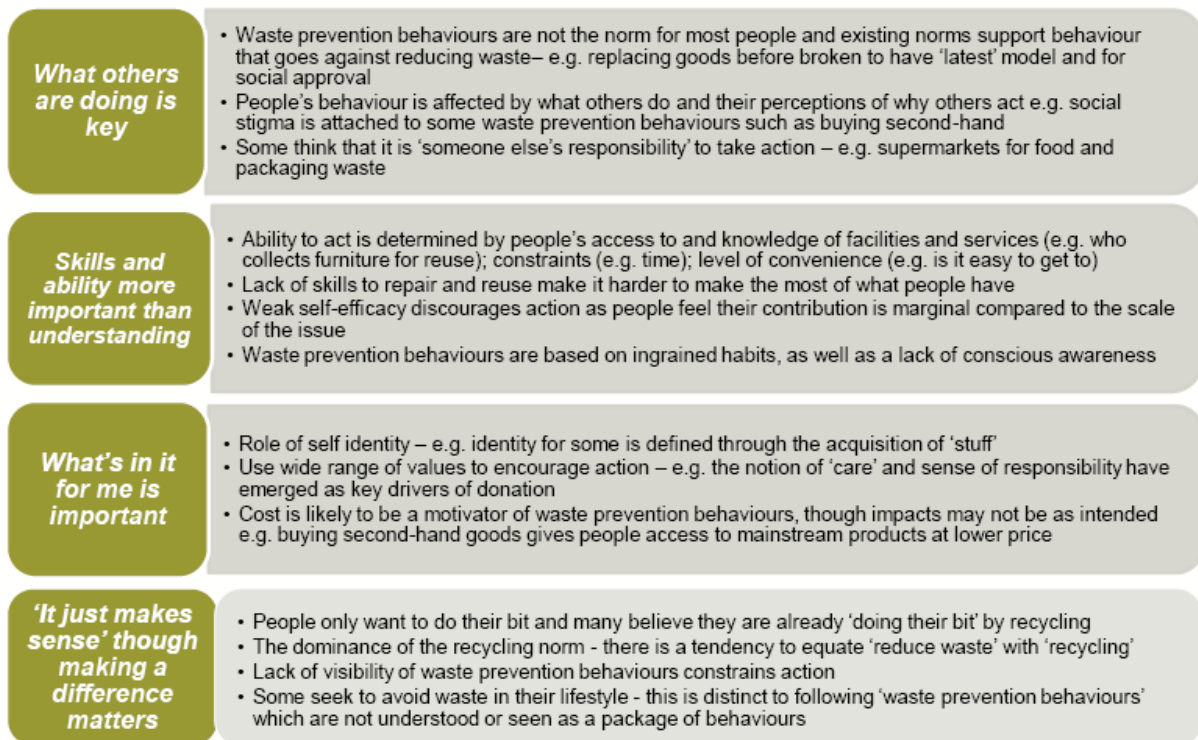 What others
are doing is
key
• Waste prevention behaviours are not the norm for most people and existing norms support behaviour
that goes against reducing waste– e.g. replacing goods before broken to have ‘latest’ model and for
social approval
• People’s behaviour is affected by what others do and their perceptions of why others act e.g. social
stigma is attached to some waste prevention behaviours such as buying second-hand
• Some think that it is ‘someone else’s responsibility’ to take action – e.g. supermarkets for food and
packaging waste
Skills and
ability more
important than
understanding
• Ability to act is determined by people’s access to and knowledge of facilities and services (e.g. who
collects furniture for reuse); constraints (e.g. time); level of convenience (e.g. is it easy to get to)
• Lack of skills to repair and reuse make it harder to make the most of what people have
• Weak self-efficacy discourages action as people feel their contribution is marginal compared to the scale
of the issue
• Waste prevention behaviours are based on ingrained habits, as well as a lack of conscious awareness
What’s in it
for me is
important
• Role of self identity – e.g. identity for some is defined through the acquisition of ‘stuff’
• Use wide range of values to encourage action – e.g. the notion of ‘care’ and sense of responsibility have
emerged as key drivers of donation
• Cost is likely to be a motivator of waste prevention behaviours, though impacts may not be as intended
e.g. buying second-hand goods gives people access to mainstream products at lower price
‘It just makes
sense’ though
making a
difference
matters
• People only want to do their bit and many believe they are already ‘doing their bit’ by recycling
• The dominance of the recycling norm - there is a tendency to equate ‘reduce waste’ with ‘recycling’
• Lack of visibility of waste prevention behaviours constrains action
• Some seek to avoid waste in their lifestyle - this is distinct to following ‘waste prevention behaviours’
which are not understood or seen as a package of behaviours